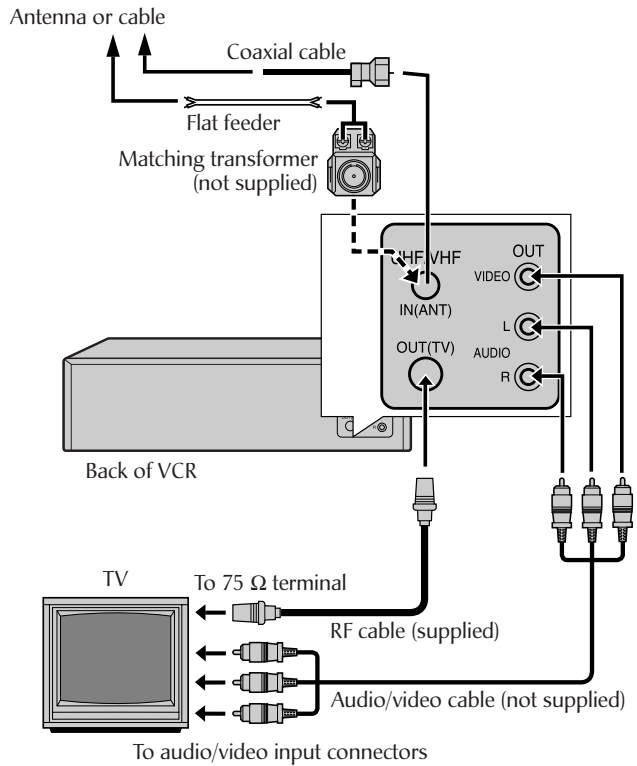 Antenna or cable
Coaxial cable
Flat feeder
Matching transformer
(not supplied)
UHF/VHF
OUT
VIDEO
IN(ANT)
L
OUT(TV)
AUDIO
R
Back of VCR
TV
To 75 Ω terminal
RF cable (supplied)
Audio/video cable (not supplied)
To audio/video input connectors